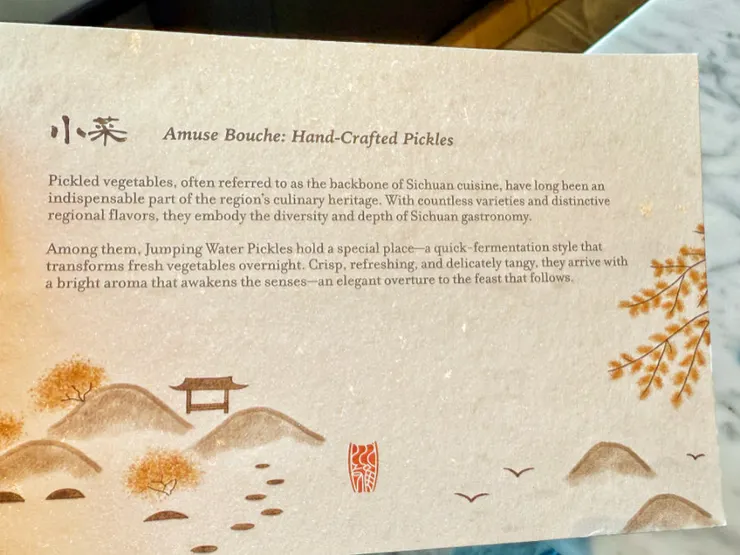 小菜 Amuse Bouche: Hand-Crafted Pickles
Pickled vegetables, often referred to as the backbone of Sichuan cuisine, have long been an
indispensable part of the region's culinary heritage. With countless varieties and distinctive
regional flavors, they embody the diversity and depth of Sichuan gastronomy.
Among them, Jumping Water Pickles hold a special place—a quick-fermentation style that
transforms fresh vegetables overnight. Crisp, refreshing, and delicately tangy, they arrive with
a bright aroma that awakens the senses—an elegant overture to the feast that follows.